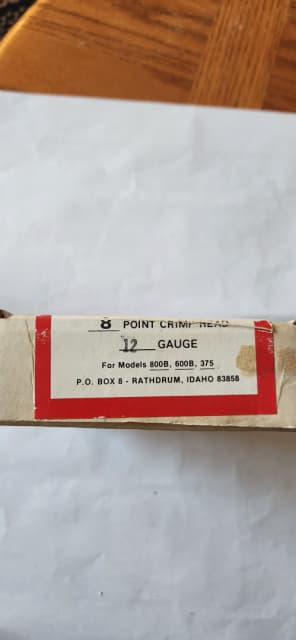 8 POINT CRIMP HEAD
12 GAUGE
For Models 800B, 600B, 375
P.O. BOX 8 - RATHDRUM, IDAHO 83858